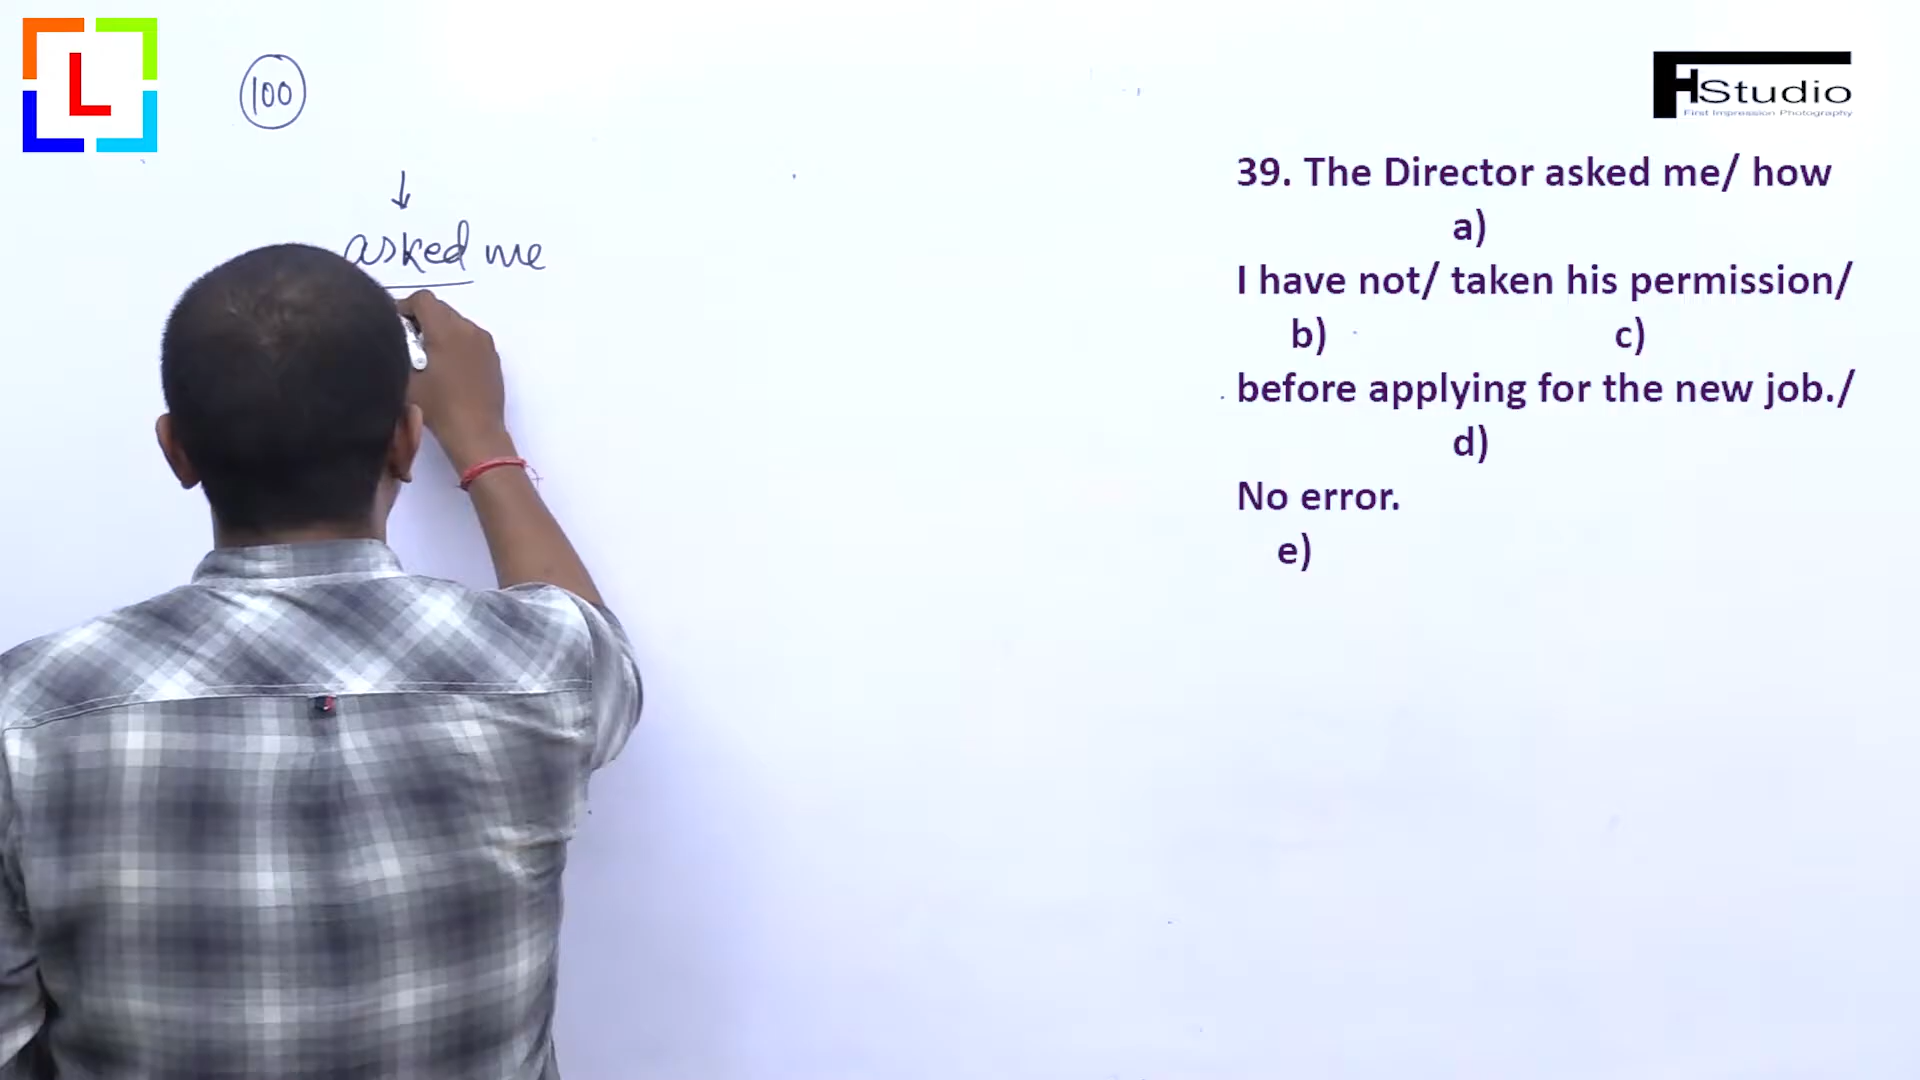 L
100
HStudio
First Impression Photography
asked me
39. The Director asked me/ how
a)
I have not/ taken his permission/
b) c)
before applying for the new job./
d)
No error.
e)